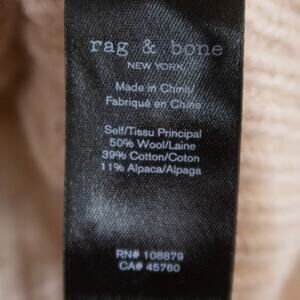 rag & bone
NEW YORK
Made in China/
Fabriqué en Chine
Self/Tissu Principal
50% Wool/Laine
39% Cotton/Coton
11% Alpaca/Alpaga
RN# 108879
CA# 45760